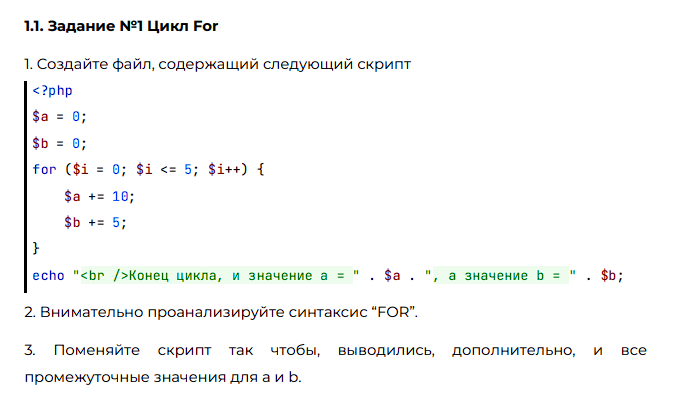 1.1. Задание №1 Цикл For
1. Создайте файл, содержащий следующий скрипт
<?php
$a = 0;
$b = 0;
for ($i = 0; $i <= 5; $i++) {
    $a += 10;
    $b += 5;
}
echo "<br />Конец цикла, и значение a = " . $a . ", а значение b = " . $b;
2. Внимательно проанализируйте синтаксис “FOR”.
3. Поменяйте скрипт так чтобы, выводились, дополнительно, и все
промежуточные значения для a и b.